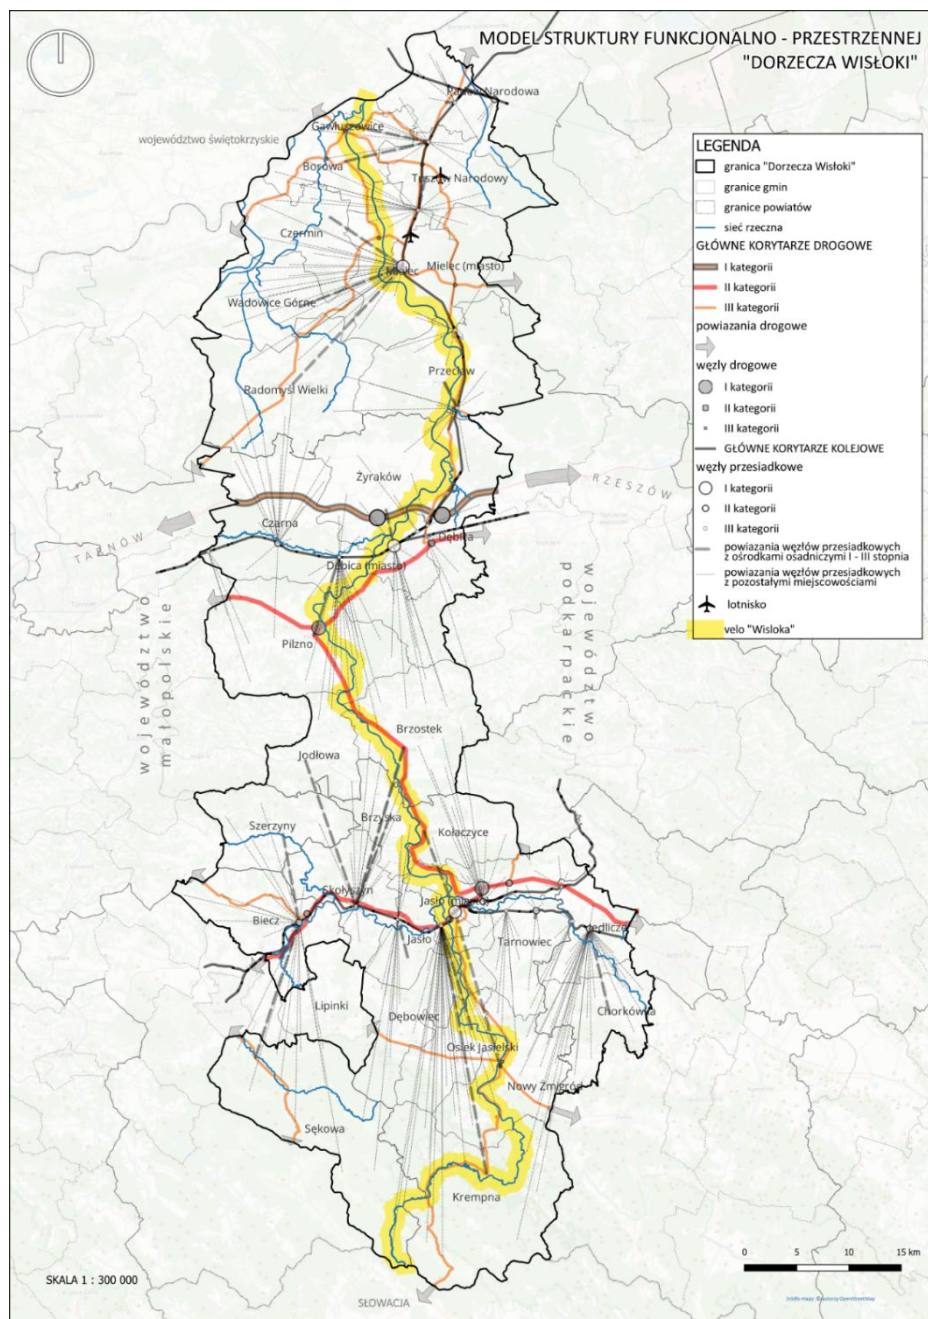 MODEL STRUKTURY FUNKCJONALNO - PRZESTRZENNEJ
"DORZECZA WISŁOKI"
Radomyśl Wielki
Gawłuszowice
województwo świętokrzyskie
Borowa
Tuszów Narodowy
Czermin
Mielec
Mielec (miasto)
Wadowice Górne
Przecław
Żyraków
RZESZÓW
Czarna
TARNÓW
Dębica
Dębica (miasto)
województwo
małopolskie
województwo
podkarpackie
Pilzno
Brzostek
Jodłowa
Brzyska
Szerzyny
Kołaczyce
Skołyszyn
Jasło (miasto)
Biecz
Jasło
Tarnowiec
Jedlicze
Lipinki
Dębowiec
Chorkówka
Osiek Jasielski
Nowy Żmigród
Sękowa
Krempna
SŁOWACJA
LEGENDA
granica "Dorzecza Wisłoki"
granice gmin
granice powiatów
sieć rzeczna
GŁÓWNE KORYTARZE DROGOWE
I kategorii
II kategorii
III kategorii
powiazania drogowe
węzły drogowe
I kategorii
II kategorii
III kategorii
GŁÓWNE KORYTARZE KOLEJOWE
węzły przesiadkowe
I kategorii
II kategorii
III kategorii
powiazania węzłów przesiadkowych
z ośrodkami osadniczymi I - III stopnia
powiazania węzłów przesiadkowych
z pozostałymi miejscowościami
lotnisko
velo "Wisloka"
0 5 10 15 km
SKALA 1 : 300 000